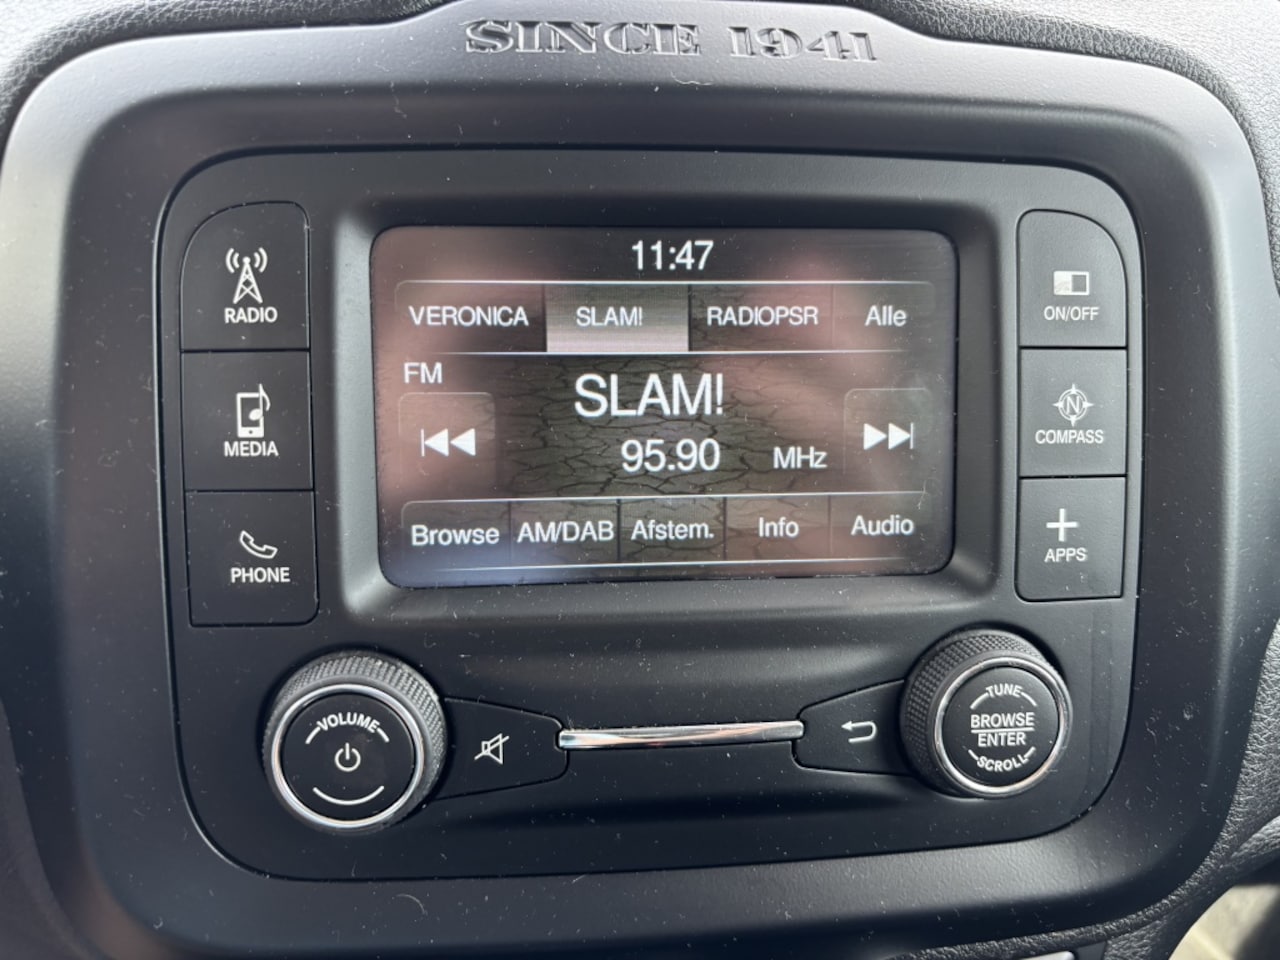 SINCE 1941
11:47
VERONICA SLAM! RADIOPSR Alle
FM
SLAM!
95.90 MHz
Browse AM/DAB Afstem. Info Audio
RADIO
MEDIA
PHONE
ON/OFF
N
COMPASS
APPS
VOLUME
TUNE
BROWSE
ENTER
SCROLL